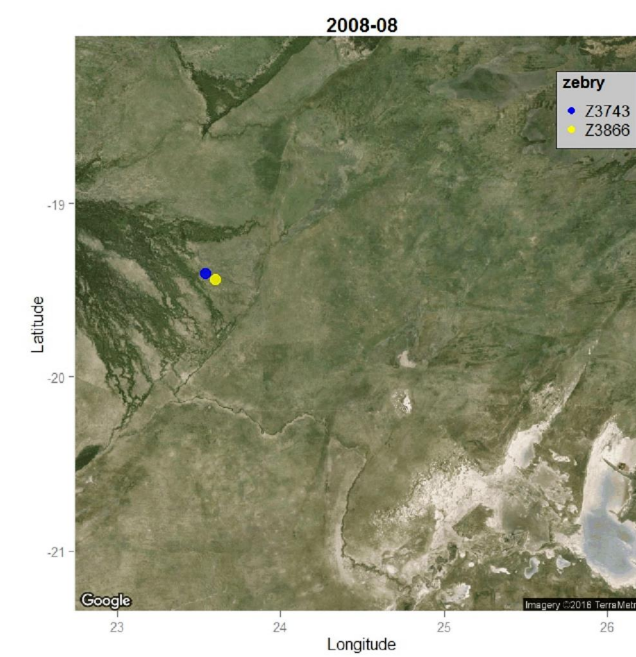 2008-08
zebry
Z3743
Z3866
-19
-20
-21
Latitude
Google
Imagery ©2016 TerraMetr
23
24
25
26
Longitude